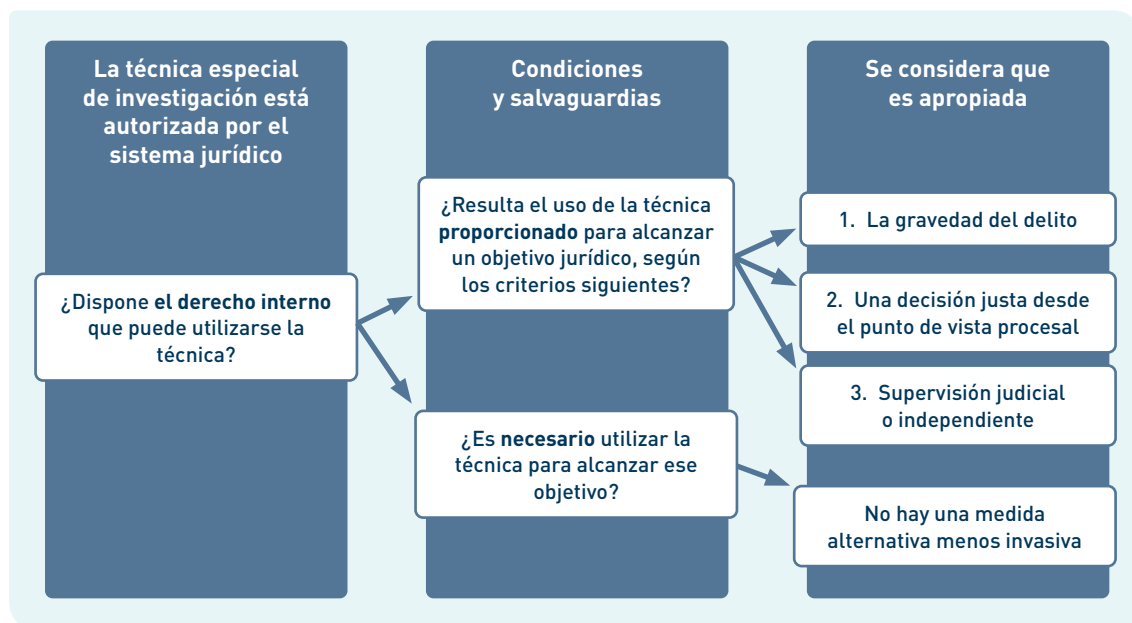 La técnica especial
de investigación está
autorizada por el
sistema jurídico
¿Dispone el derecho interno
que puede utilizarse la
técnica?
Condiciones
y salvaguardias
¿Resulta el uso de la técnica
proporcionado para alcanzar
un objetivo jurídico, según
los criterios siguientes?
¿Es necesario utilizar la
técnica para alcanzar ese
objetivo?
Se considera que
es apropiada
1. La gravedad del delito
2. Una decisión justa desde
el punto de vista procesal
3. Supervisión judicial
o independiente
No hay una medida
alternativa menos invasiva